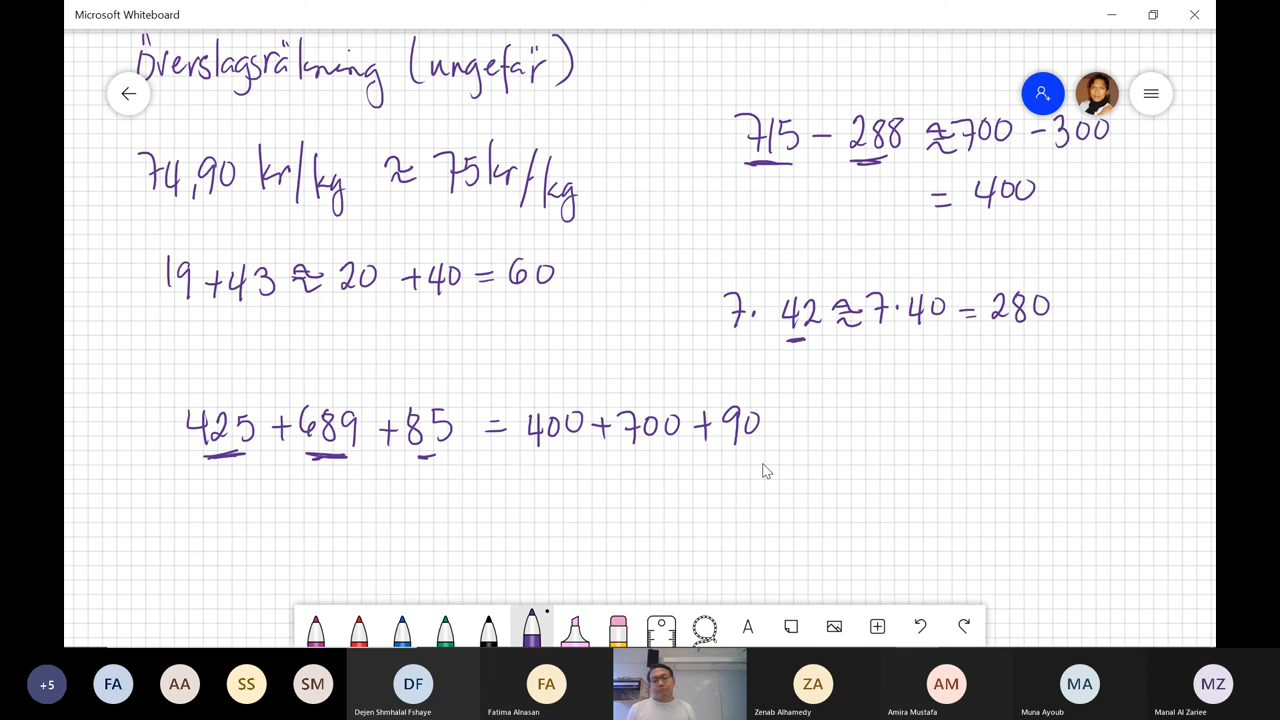 Microsoft Whiteboard
Överslagsräkning (ungefär)
74,90 kr/kg ≈ 75kr/kg
19 +43 ≈ 20 +40 = 60
425 +689 +85 = 400+700 +90
715 - 288 ≈ 700 -300
= 400
7 · 42 ≈ 7 · 40 = 280
A
+5
FA
AA
SS
SM
DF
Dejen Shmhalal Fshaye
FA
Fatima Alnasan
ZA
Zenab Alhamedy
AM
Amira Mustafa
MA
Muna Ayoub
MZ
Manal Al Zariee